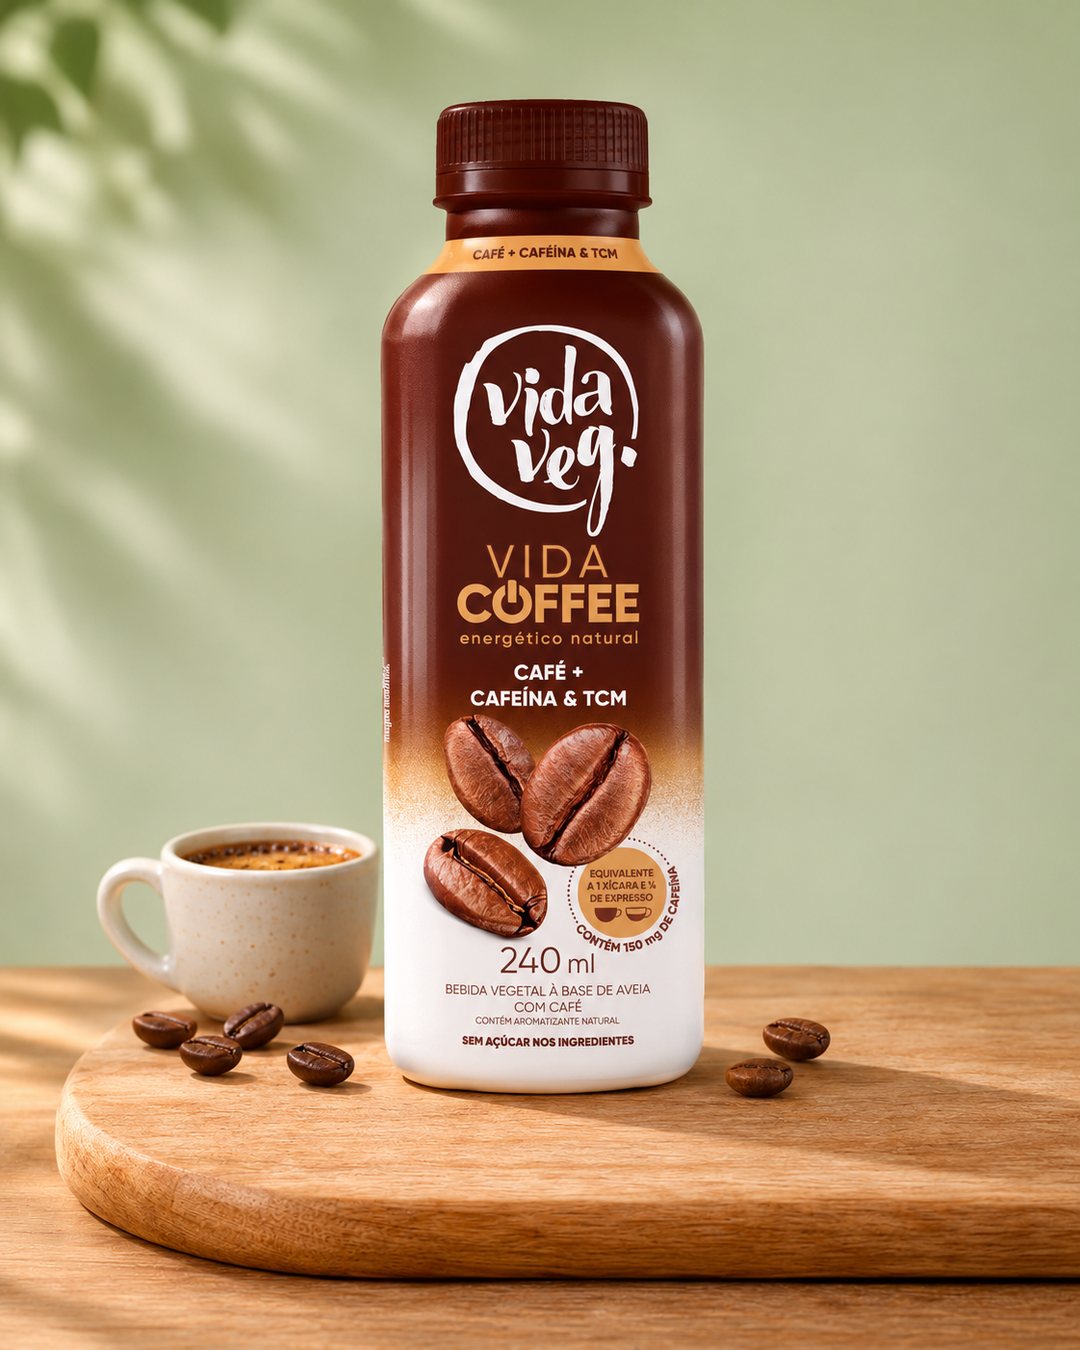 CAFÉ + CAFÉÍNA & TCM
vida
veg.
VIDA
COFFEE
energético natural
CAFÉ +
CAFEÍNA & TCM
EQUIVALENTE
A 1 XÍCARA E ¼
DE EXPRESSO
CONTÉM 150 mg DE CAFEÍNA
240 ml
BEBIDA VEGETAL À BASE DE AVEIA
COM CAFÉ
CONTÉM AROMATIZANTE NATURAL
SEM AÇÚCAR NOS INGREDIENTES